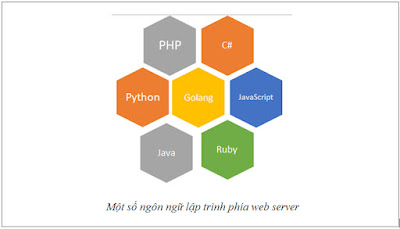 PHP
C#
Python
Golang
JavaScript
Java
Ruby
Một số ngôn ngữ lập trình phía web server